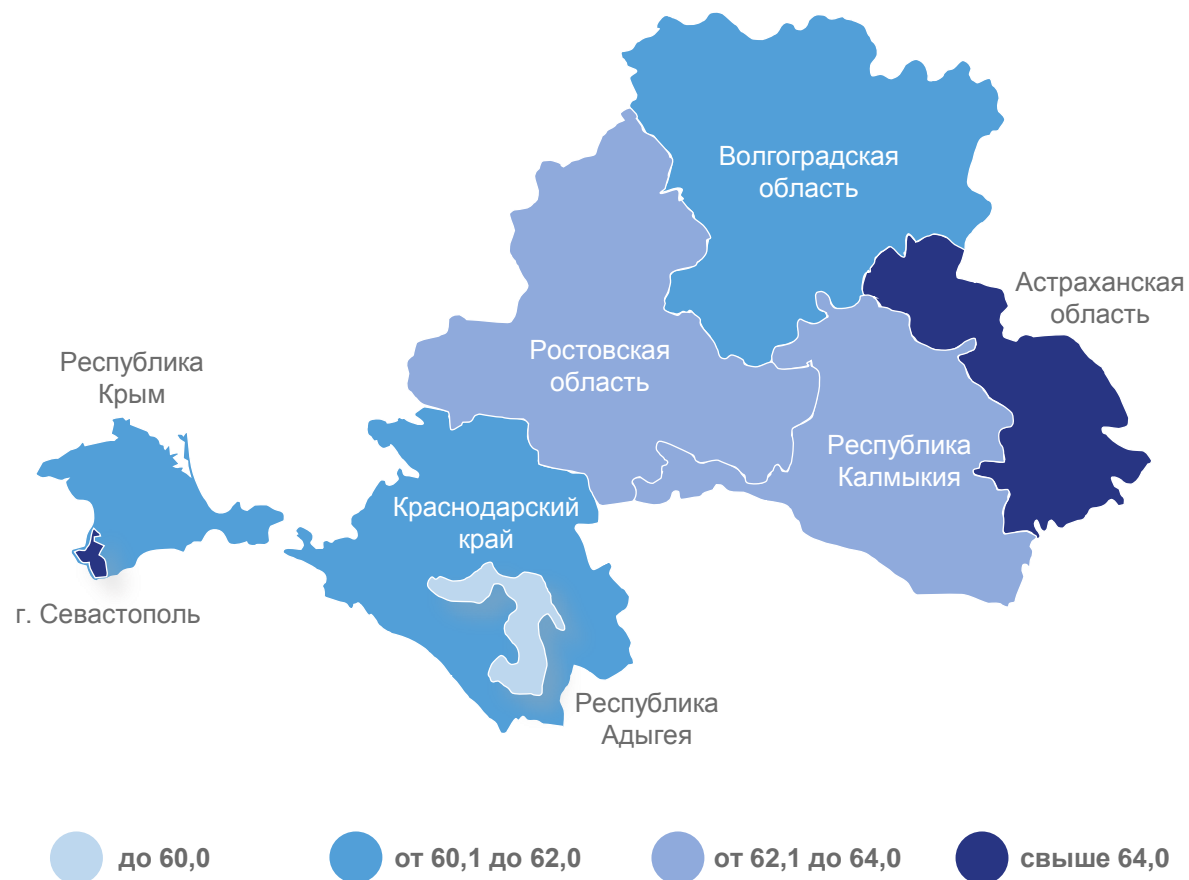 Волгоградская
область
Астраханская
область
Ростовская
область
Республика
Крым
Республика
Калмыкия
Краснодарский
край
г. Севастополь
Республика
Адыгея
до 60,0
от 60,1 до 62,0
от 62,1 до 64,0
свыше 64,0